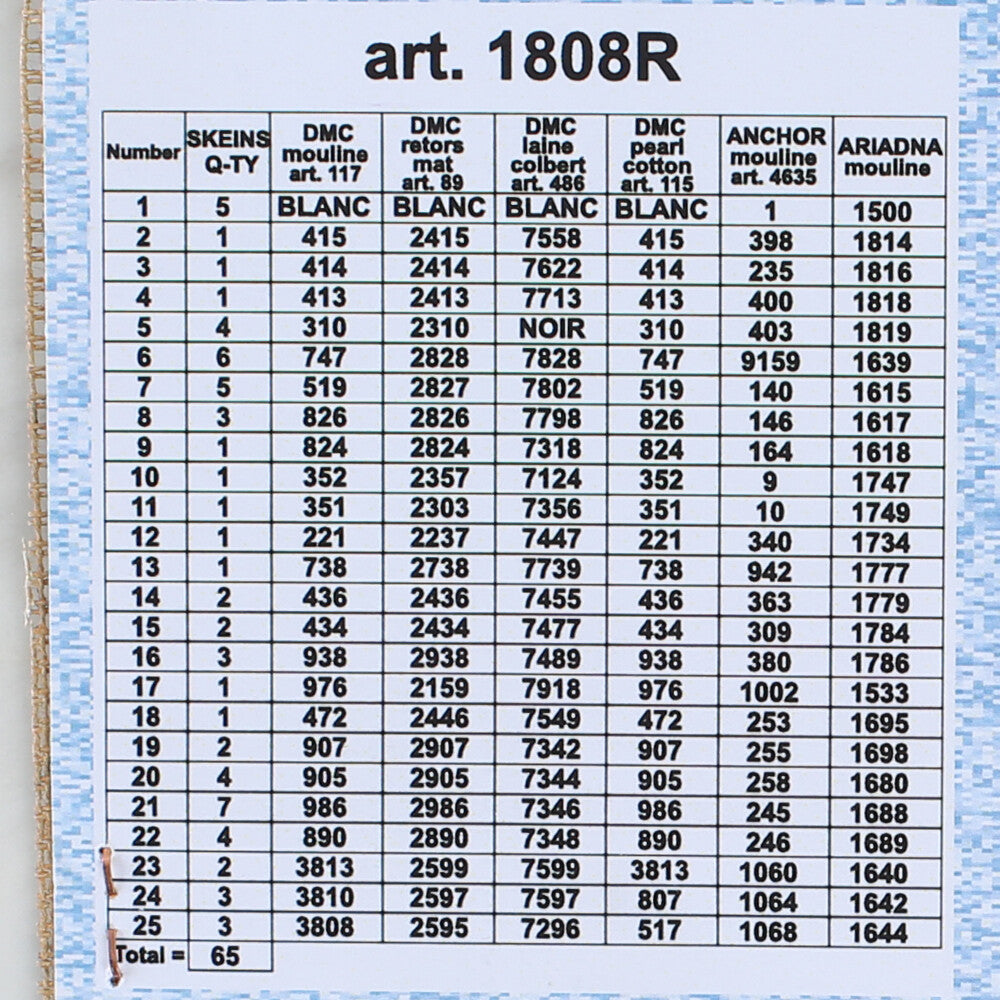 art. 1808R
Number SKEINS Q-TY DMC mouline art. 117 DMC retors mat art. 89 DMC laine colbert art. 486 DMC pearl cotton art. 115 ANCHOR mouline art. 4635 ARIADNA mouline
1 5 BLANC BLANC BLANC BLANC 1 1500
2 1 415 2415 7558 415 398 1814
3 1 414 2414 7622 414 235 1816
4 1 413 2413 7713 413 400 1818
5 4 310 2310 NOIR 310 403 1819
6 6 747 2828 7828 747 9159 1639
7 5 519 2827 7802 519 140 1615
8 3 826 2826 7798 826 146 1617
9 1 824 2824 7318 824 164 1618
10 1 352 2357 7124 352 9 1747
11 1 351 2303 7356 351 10 1749
12 1 221 2237 7447 221 340 1734
13 1 738 2738 7739 738 942 1777
14 2 436 2436 7455 436 363 1779
15 2 434 2434 7477 434 309 1784
16 3 938 2938 7489 938 380 1786
17 1 976 2159 7918 976 1002 1533
18 1 472 2446 7549 472 253 1695
19 2 907 2907 7342 907 255 1698
20 4 905 2905 7344 905 258 1680
21 7 986 2986 7346 986 245 1688
22 4 890 2890 7348 890 246 1689
23 2 3813 2599 7599 3813 1060 1640
24 3 3810 2597 7597 807 1064 1642
25 3 3808 2595 7296 517 1068 1644
Total = 65